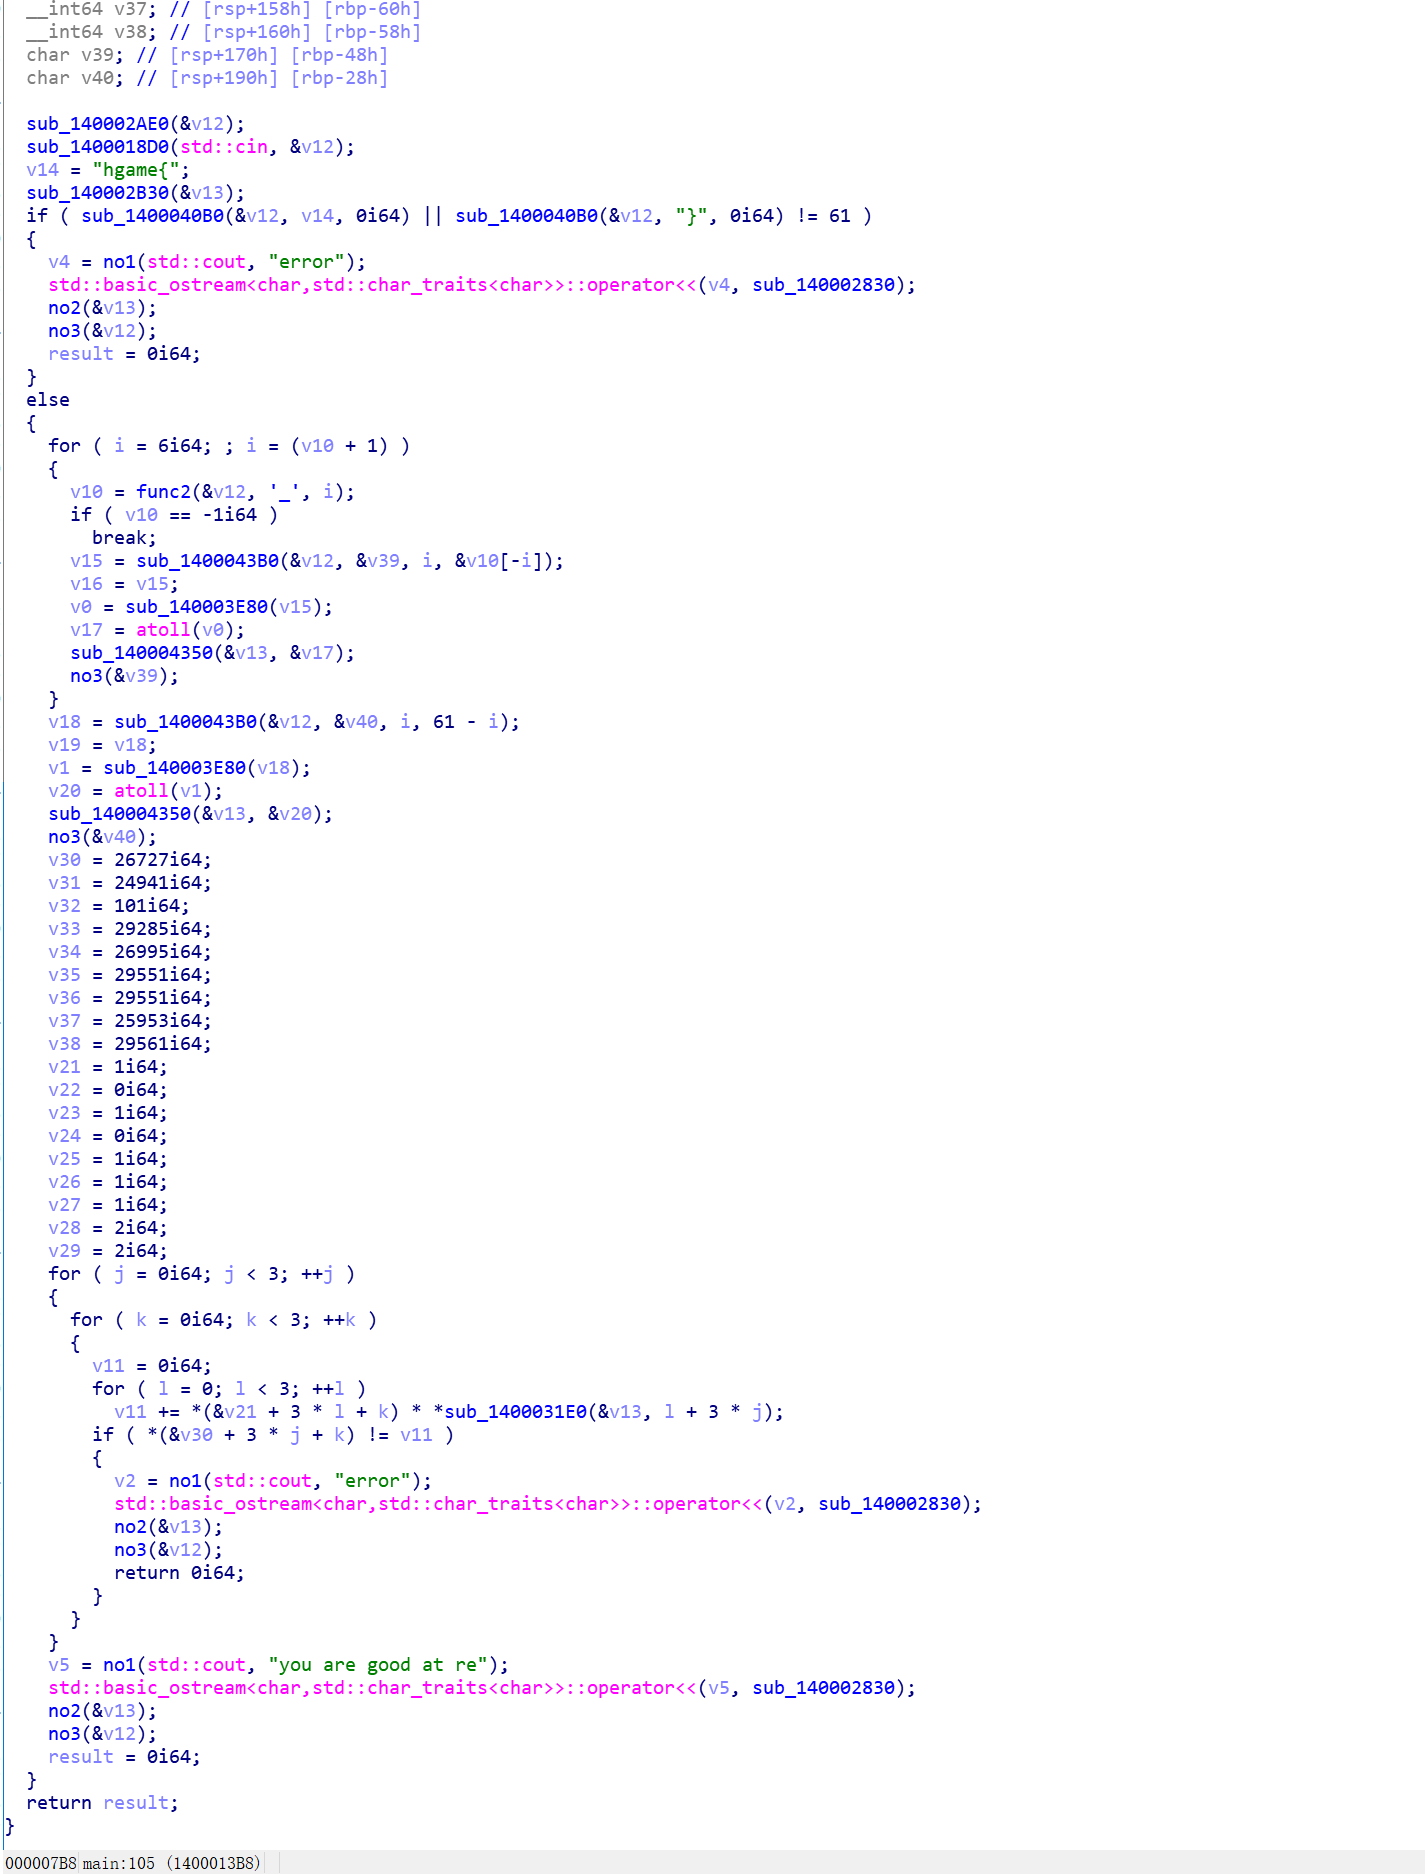 __int64 v37; // [rsp+158h] [rbp-60h]
__int64 v38; // [rsp+160h] [rbp-58h]
char v39; // [rsp+170h] [rbp-48h]
char v40; // [rsp+190h] [rbp-28h]
sub_140002AE0(&v12);
sub_1400018D0(std::cin, &v12);
v14 = "hgame{";
sub_140002B30(&v13);
if ( sub_1400040B0(&v12, v14, 0i64) || sub_1400040B0(&v12, "}", 0i64) != 61 )
{
v4 = no1(std::cout, "error");
std::basic_ostream<char,std::char_traits<char>>::operator<<(v4, sub_140002830);
no2(&v13);
no3(&v12);
result = 0i64;
}
else
{
for ( i = 6i64; ; i = (v10 + 1) )
{
v10 = func2(&v12, '_', i);
if ( v10 == -1i64 )
break;
v15 = sub_1400043B0(&v12, &v39, i, &v10[-i]);
v16 = v15;
v0 = sub_140003E80(v15);
v17 = atoll(v0);
sub_140004350(&v13, &v17);
no3(&v39);
}
v18 = sub_1400043B0(&v12, &v40, i, 61 - i);
v19 = v18;
v1 = sub_140003E80(v18);
v20 = atoll(v1);
sub_140004350(&v13, &v20);
no3(&v40);
v30 = 26727i64;
v31 = 24941i64;
v32 = 101i64;
v33 = 29285i64;
v34 = 26995i64;
v35 = 29551i64;
v36 = 29551i64;
v37 = 25953i64;
v38 = 29561i64;
v21 = 1i64;
v22 = 0i64;
v23 = 1i64;
v24 = 0i64;
v25 = 1i64;
v26 = 1i64;
v27 = 1i64;
v28 = 2i64;
v29 = 2i64;
for ( j = 0i64; j < 3; ++j )
{
for ( k = 0i64; k < 3; ++k )
{
v11 = 0i64;
for ( l = 0; l < 3; ++l )
v11 += *(&v21 + 3 * l + k) * *sub_1400031E0(&v13, l + 3 * j);
if ( *(&v30 + 3 * j + k) != v11 )
{
v2 = no1(std::cout, "error");
std::basic_ostream<char,std::char_traits<char>>::operator<<(v2, sub_140002830);
no2(&v13);
no3(&v12);
return 0i64;
}
}
}
v5 = no1(std::cout, "you are good at re");
std::basic_ostream<char,std::char_traits<char>>::operator<<(v5, sub_140002830);
no2(&v13);
no3(&v12);
result = 0i64;
}
return result;
}
000007B8 main:105 (1400013B8)